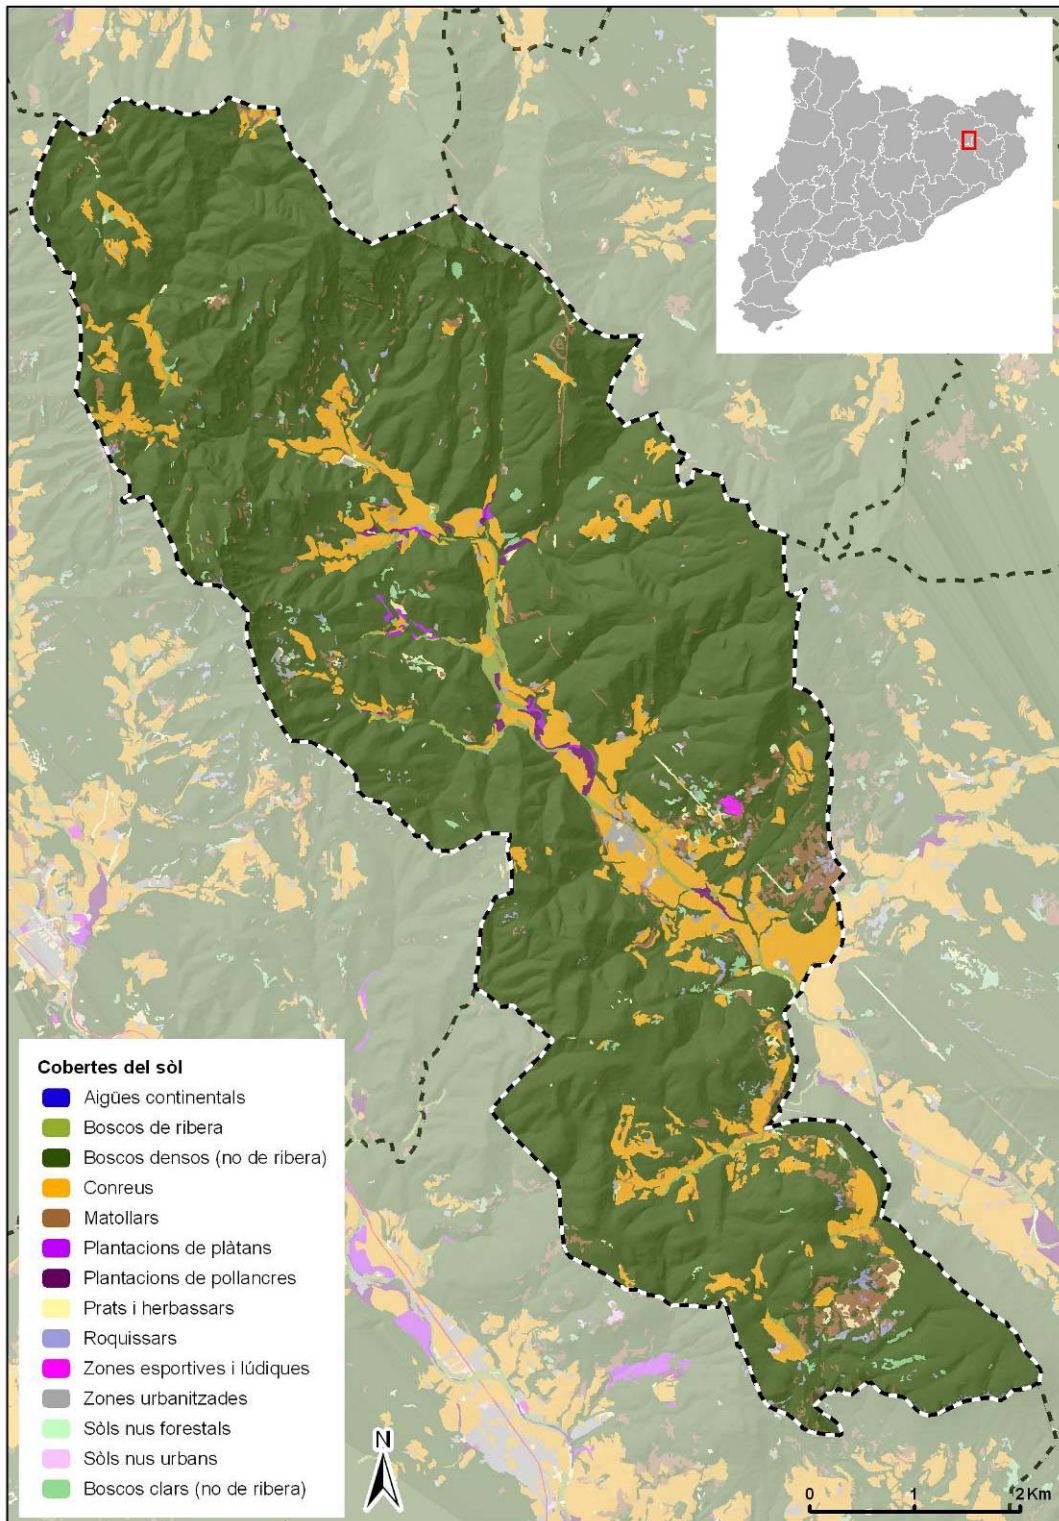 Cobertes del sòl
Aigües continentals
Boscos de ribera
Boscos densos (no de ribera)
Conreus
Matollars
Plantacions de plàtans
Plantacions de pollancres
Prats i herbassars
Roquissars
Zones esportives i lúdiques
Zones urbanitzades
Sòls nus forestals
Sòls nus urbans
Boscos clars (no de ribera)
N
0 1 2 Km